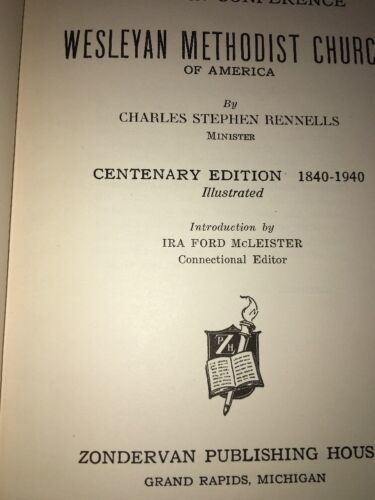 CONFERENCE
WESLEYAN METHODIST CHURC
OF AMERICA
By
CHARLES STEPHEN RENNELLS
MINISTER
CENTENARY EDITION 1840-1940
Illustrated
Introduction by
IRA FORD McLEISTER
Connectional Editor
P Z H
ZONDERVAN PUBLISHING HOUS
GRAND RAPIDS, MICHIGAN